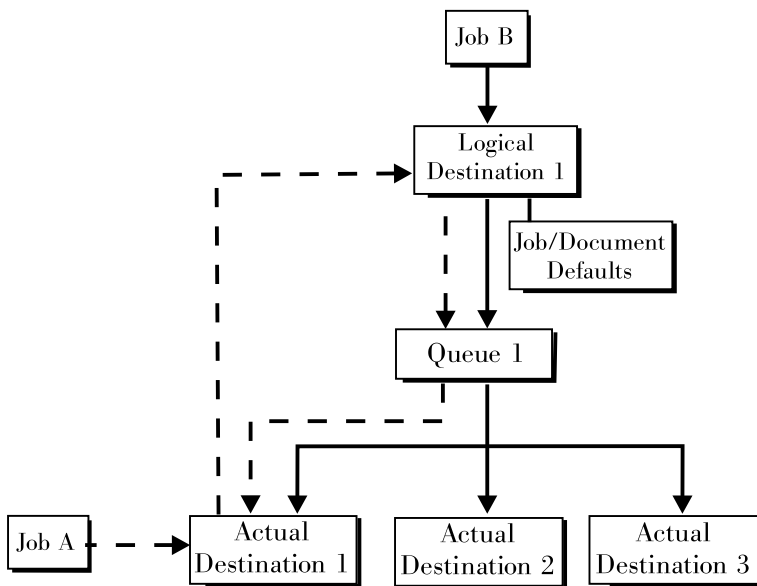 Job B
Logical
Destination 1
Job/Document
Defaults
Queue 1
Job A
Actual
Destination 1
Actual
Destination 2
Actual
Destination 3